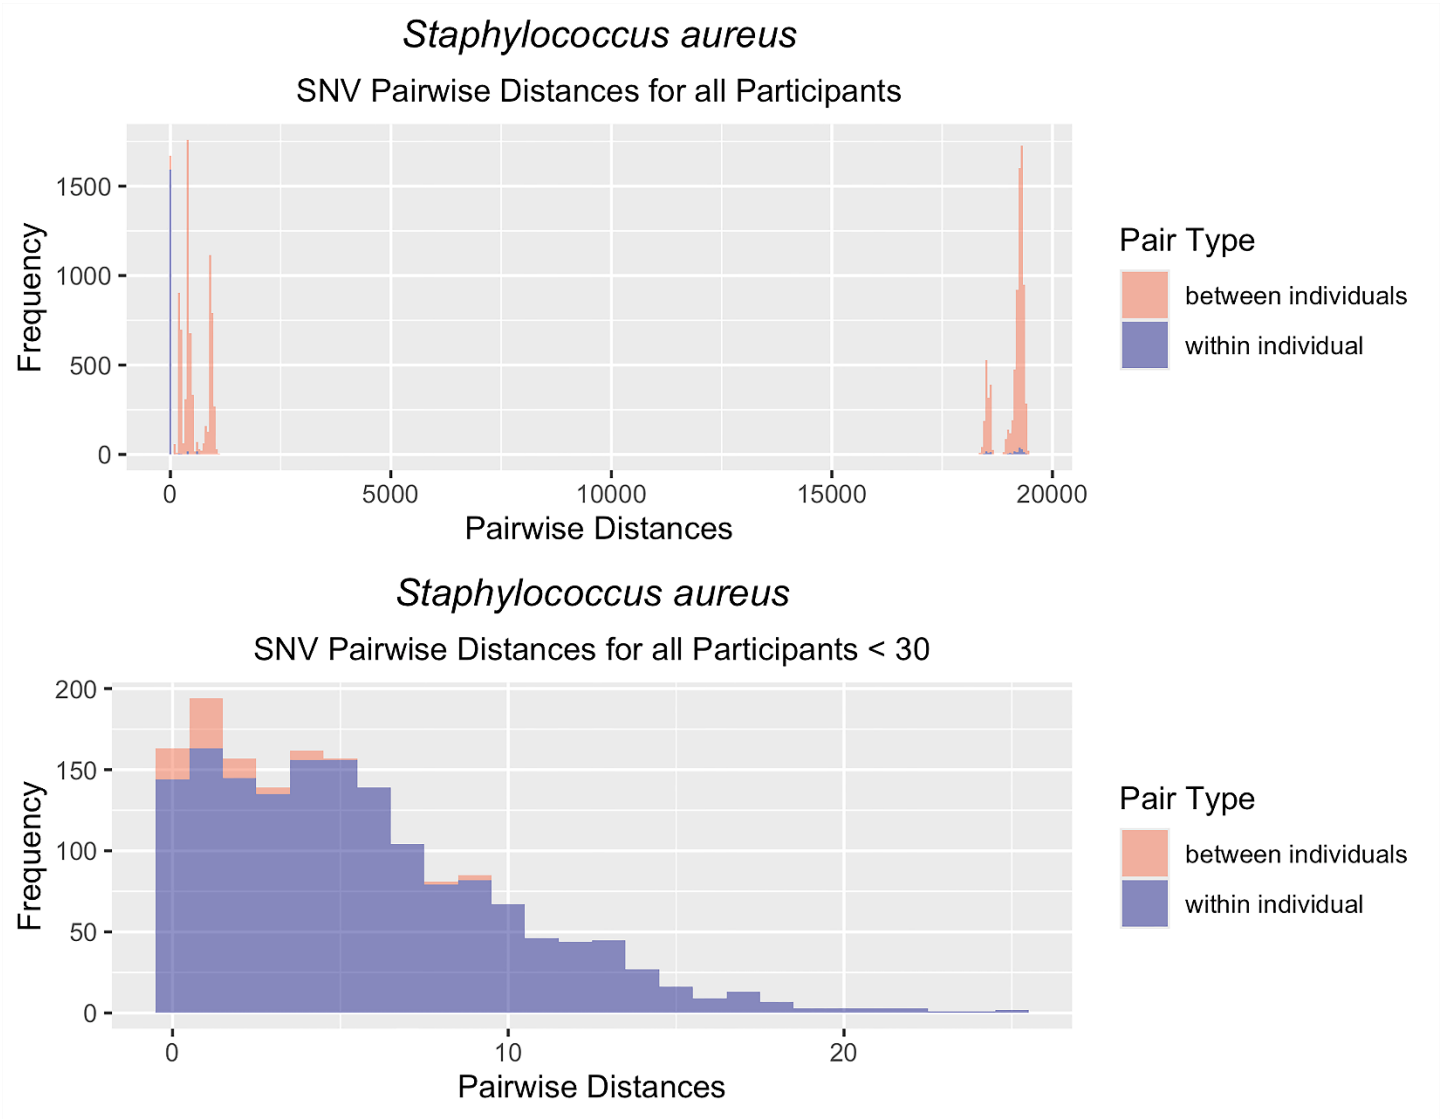 Staphylococcus aureus
SNV Pairwise Distances for all Participants
Frequency
1500
1000
500
0
0 5000 10000 15000 20000
Pairwise Distances
Pair Type
between individuals
within individual
Staphylococcus aureus
SNV Pairwise Distances for all Participants < 30
Frequency
200
150
100
50
0
0 10 20
Pairwise Distances
Pair Type
between individuals
within individual